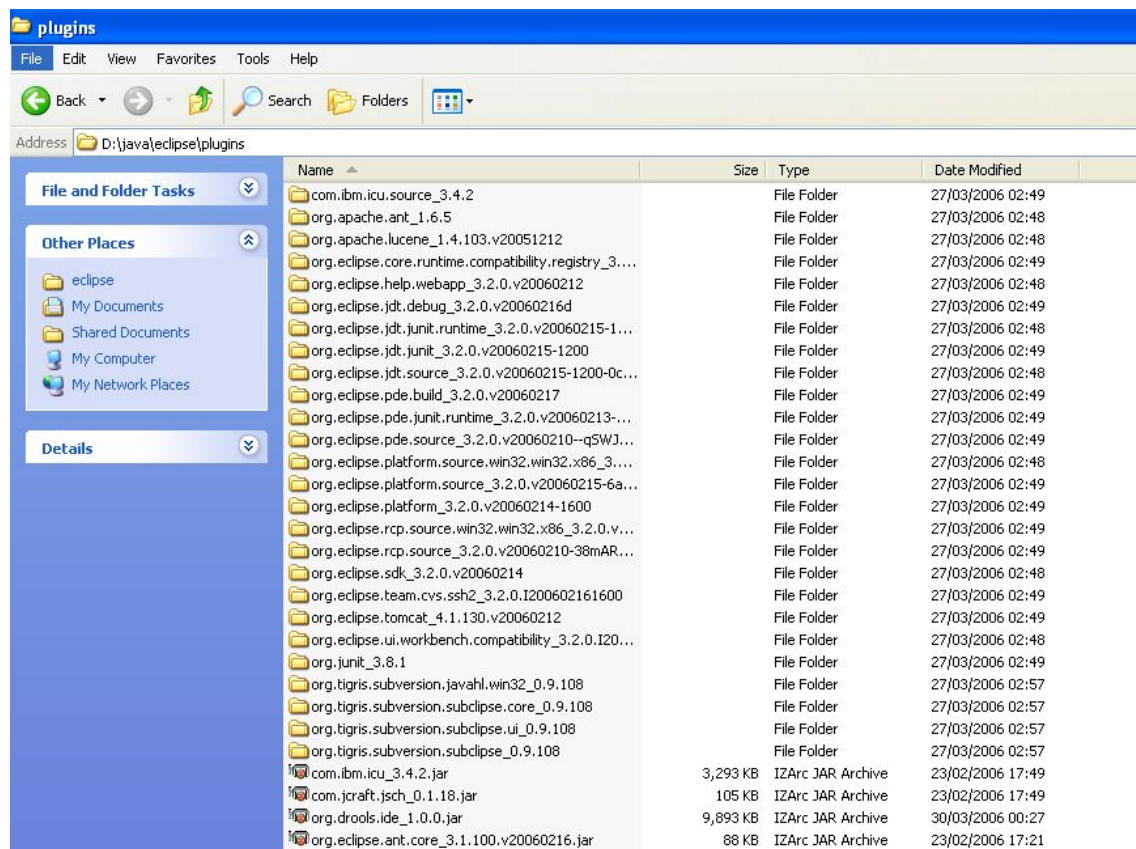 plugins
File Edit View Favorites Tools Help
Back Search Folders
Address D:\java\eclipse\plugins
File and Folder Tasks
Other Places
eclipse
My Documents
Shared Documents
My Computer
My Network Places
Details
Name Size Type Date Modified
com.ibm.icu.source_3.4.2 File Folder 27/03/2006 02:49
org.apache.ant_1.6.5 File Folder 27/03/2006 02:48
org.apache.lucene_1.4.103.v20051212 File Folder 27/03/2006 02:48
org.eclipse.core.runtime.compatibility.registry_3.... File Folder 27/03/2006 02:49
org.eclipse.help.webapp_3.2.0.v20060212 File Folder 27/03/2006 02:48
org.eclipse.jdt.debug_3.2.0.v20060216d File Folder 27/03/2006 02:49
org.eclipse.jdt.junit.runtime_3.2.0.v20060215-1... File Folder 27/03/2006 02:48
org.eclipse.jdt.junit_3.2.0.v20060215-1200 File Folder 27/03/2006 02:49
org.eclipse.jdt.source_3.2.0.v20060215-1200-0c... File Folder 27/03/2006 02:48
org.eclipse.pde.build_3.2.0.v20060217 File Folder 27/03/2006 02:49
org.eclipse.pde.junit.runtime_3.2.0.v20060213-... File Folder 27/03/2006 02:49
org.eclipse.pde.source_3.2.0.v20060210--qSWJ... File Folder 27/03/2006 02:49
org.eclipse.platform.source.win32.win32.x86_3.... File Folder 27/03/2006 02:48
org.eclipse.platform.source_3.2.0.v20060215-6a... File Folder 27/03/2006 02:49
org.eclipse.platform_3.2.0.v20060214-1600 File Folder 27/03/2006 02:49
org.eclipse.rcp.source.win32.win32.x86_3.2.0.v... File Folder 27/03/2006 02:49
org.eclipse.rcp.source_3.2.0.v20060210-38mAR... File Folder 27/03/2006 02:49
org.eclipse.sdk_3.2.0.v20060214 File Folder 27/03/2006 02:48
org.eclipse.team.cvs.ssh2_3.2.0.I200602161600 File Folder 27/03/2006 02:49
org.eclipse.tomcat_4.1.130.v20060212 File Folder 27/03/2006 02:49
org.eclipse.ui.workbench.compatibility_3.2.0.I20... File Folder 27/03/2006 02:48
org.junit_3.8.1 File Folder 27/03/2006 02:49
org.tigris.subversion.javahl.win32_0.9.108 File Folder 27/03/2006 02:57
org.tigris.subversion.subclipse.core_0.9.108 File Folder 27/03/2006 02:57
org.tigris.subversion.subclipse.ui_0.9.108 File Folder 27/03/2006 02:57
org.tigris.subversion.subclipse_0.9.108 File Folder 27/03/2006 02:57
com.ibm.icu_3.4.2.jar 3,293 KB IZArc JAR Archive 23/02/2006 17:49
com.jcraft.jsch_0.1.18.jar 105 KB IZArc JAR Archive 23/02/2006 17:49
org.drools.ide_1.0.0.jar 9,893 KB IZArc JAR Archive 30/03/2006 00:27
org.eclipse.ant.core_3.1.100.v20060216.jar 88 KB IZArc JAR Archive 23/02/2006 17:21